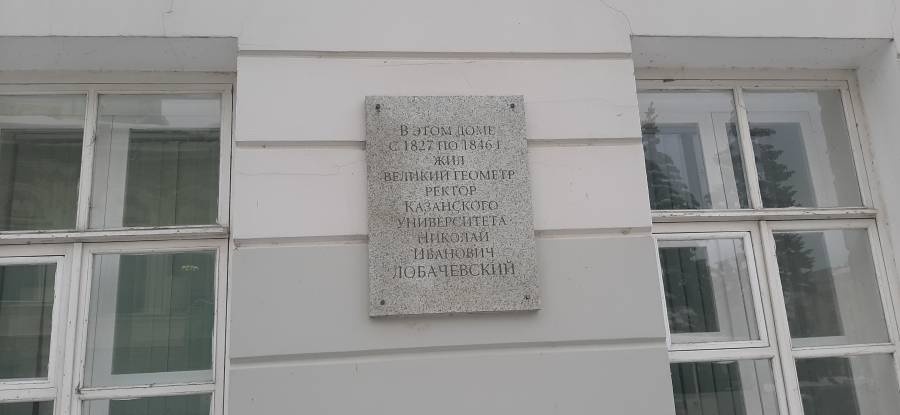 В ЭТОМ ДОМЕ
С 1827 ПО 1846 Г.
ЖИЛ
ВЕЛИКИЙ ГЕОМЕТР
РЕКТОР
КАЗАНСКОГО
УНИВЕРСИТЕТА
НИКОЛАЙ
ИВАНОВИЧ
ЛОБАЧЕВСКИЙ